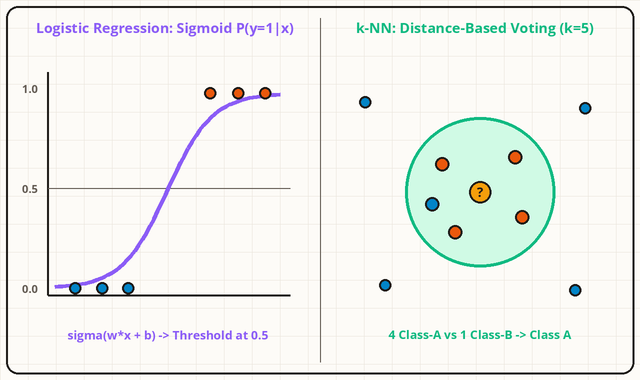 Logistic Regression: Sigmoid P(y=1|x)
1.0
0.5
0.0
sigma(w*x + b) -> Threshold at 0.5
k-NN: Distance-Based Voting (k=5)
?
4 Class-A vs 1 Class-B -> Class A